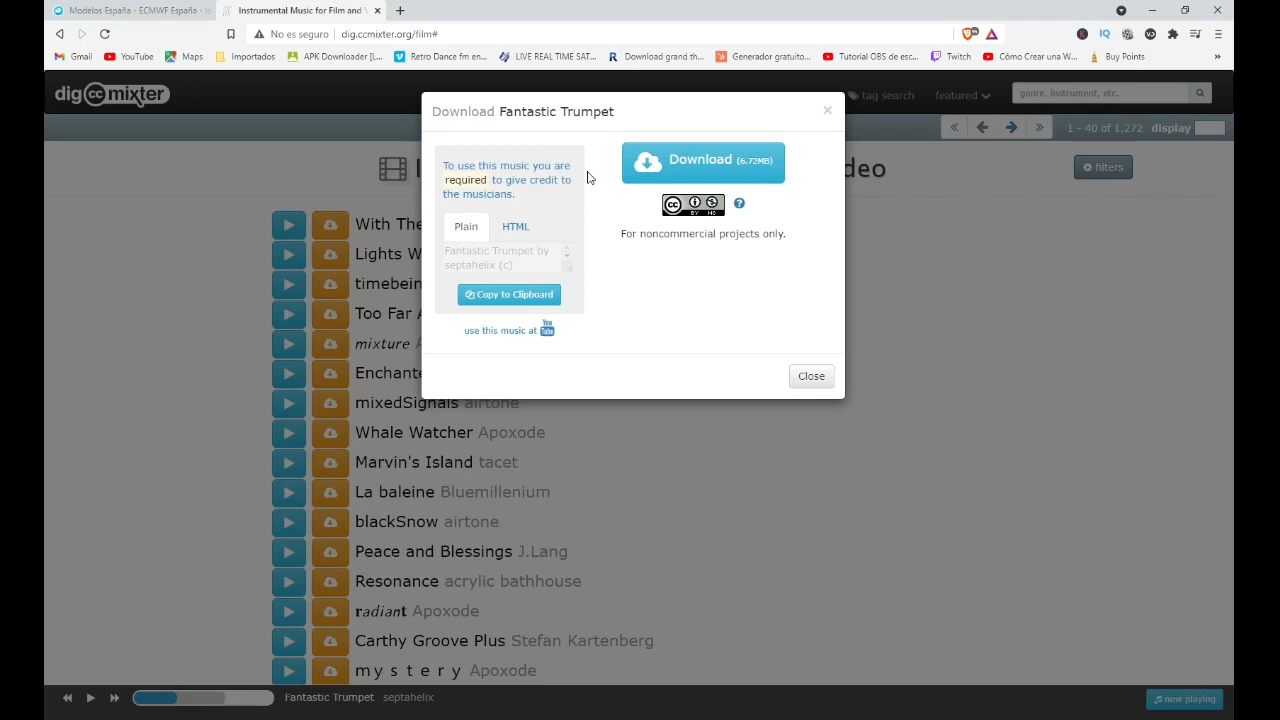 Modelos España - ECMWF España - Is
Instrumental Music for Film and V
No es seguro dig.ccmixter.org/film#
Gmail YouTube Maps Importados APK Downloader [L... Retro Dance fm en... LIVE REAL TIME SAT... Download grand th... Generador gratuito... Tutorial OBS de esc... Twitch Cómo Crear una W... Buy Points
dig cc mixter
tag search featured genre, instrument, etc.
1 - 40 of 1,272 display
deo
filters
Download Fantastic Trumpet
To use this music you are
required to give credit to
the musicians.
Plain HTML
Fantastic Trumpet by
septahelix (c)
Copy to Clipboard
use this music at You Tube
Download (6.72MB)
cc BY NC
For noncommercial projects only.
Close
With The
Lights W
timebein
Too Far A
mixture A
Enchante
mixedSignals airtone
Whale Watcher Apoxode
Marvin's Island tacet
La baleine Bluemillenium
blackSnow airtone
Peace and Blessings J.Lang
Resonance acrylic bathhouse
radiant Apoxode
Carthy Groove Plus Stefan Kartenberg
m y s t e r y Apoxode
Fantastic Trumpet septahelix
now playing